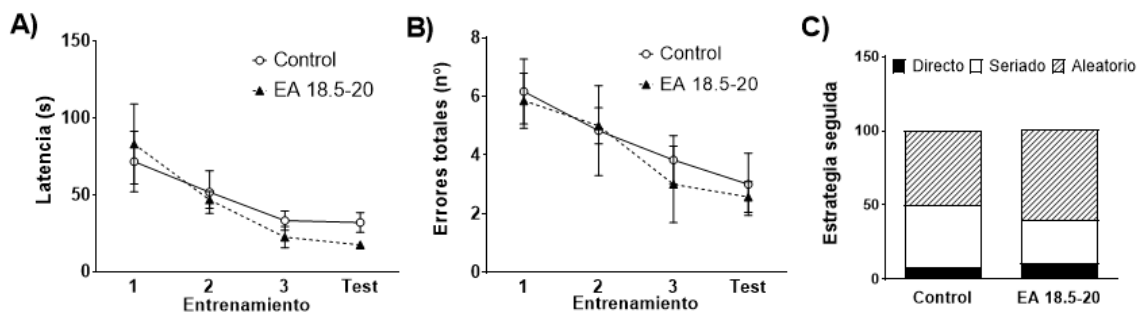 A)
Latencia (s)
150
100
50
0
Control
EA 18.5-20
1 2 3 Test
Entrenamiento
B)
Errores totales (nº)
8
6
4
2
0
Control
EA 18.5-20
1 2 3 Test
Entrenamiento
C)
Estrategia seguida
150
100
50
0
Directo Seriado Aleatorio
Control EA 18.5-20